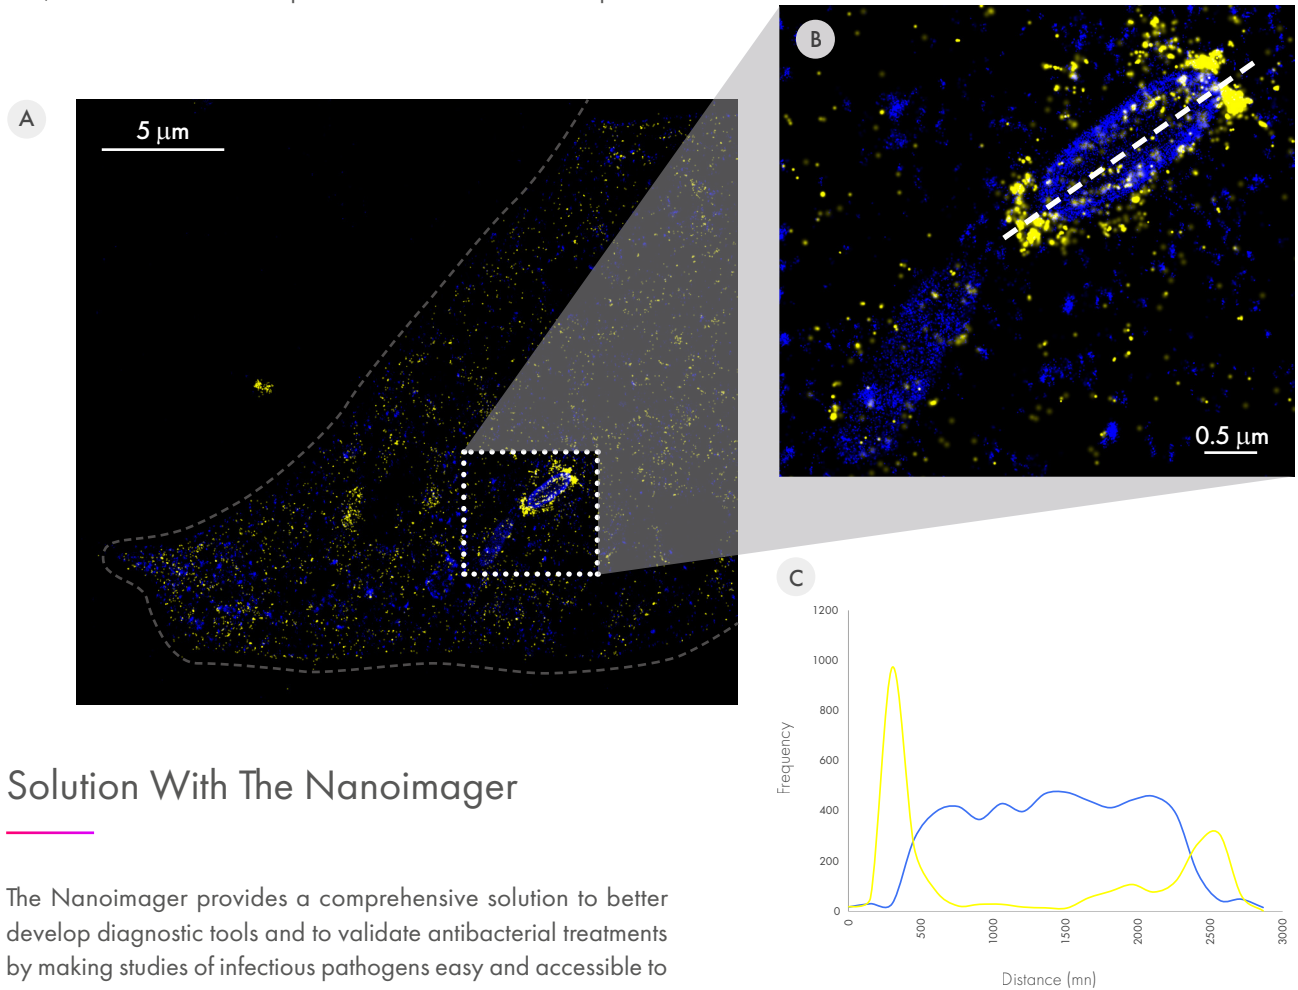 A
5 μm
B
0.5 μm
C
1200
1000
800
600
400
200
0
Frequency
0
500
1000
1500
2000
2500
3000
Distance (mn)
Solution With The Nanoimager
The Nanoimager provides a comprehensive solution to better
develop diagnostic tools and to validate antibacterial treatments
by making studies of infectious pathogens easy and accessible to